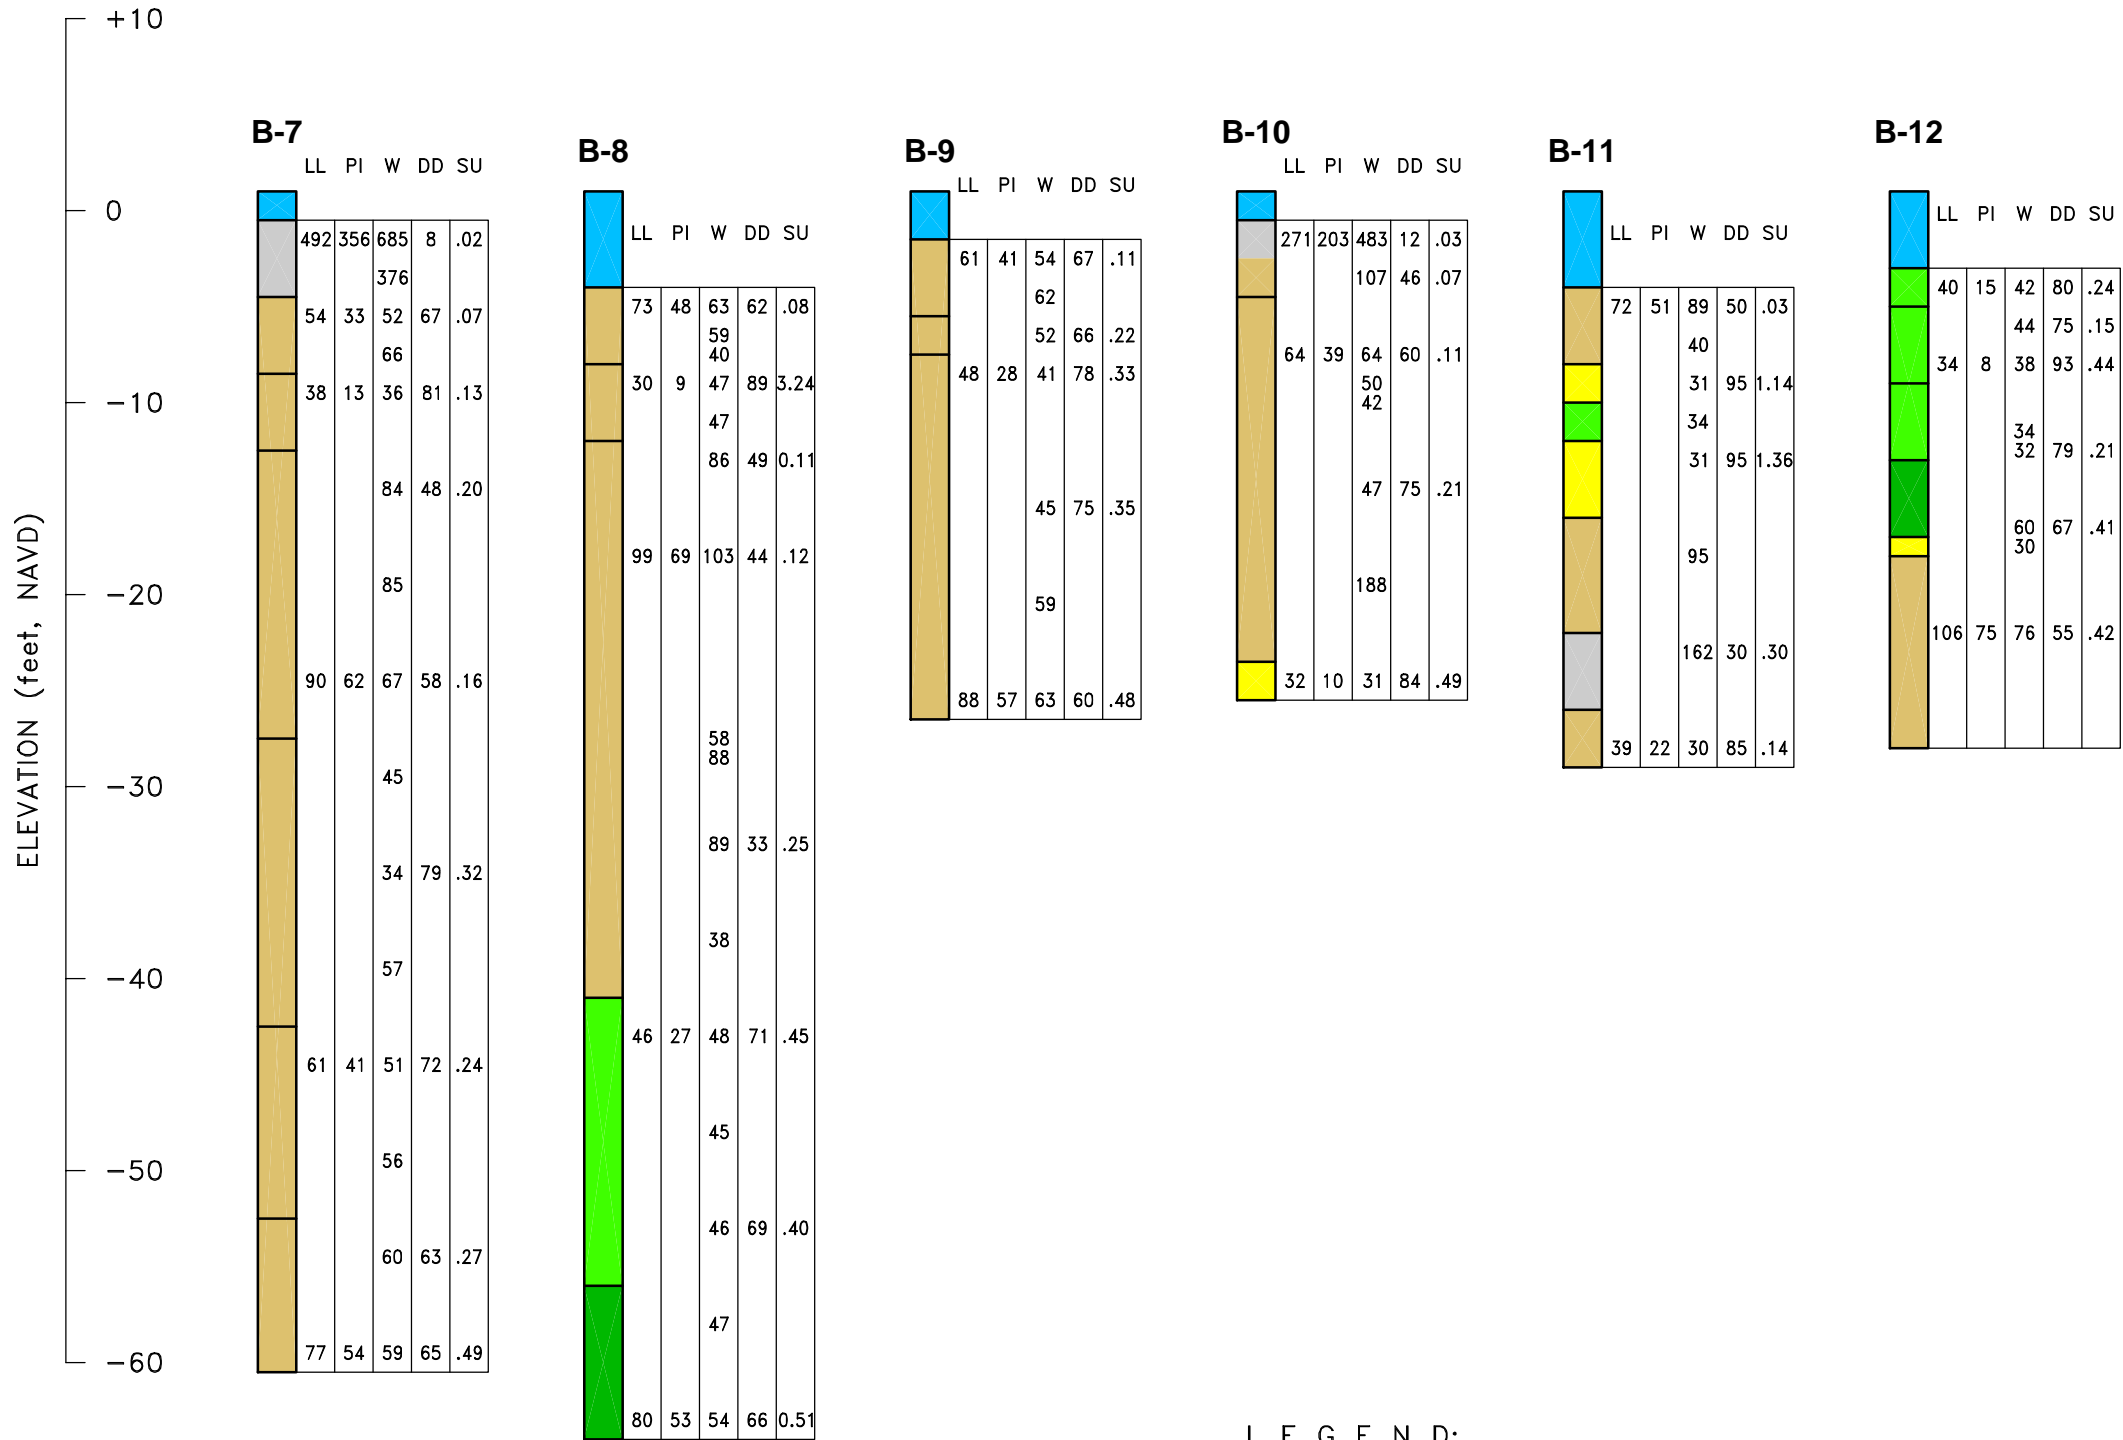 +10
0
−10
−20
−30
−40
−50
−60
ELEVATION (feet, NAVD)
B-7
LL PI W DD SU
492 356 685 8 .02
376
54 33 52 67 .07
66
38 13 36 81 .13
84 48 .20
85
90 62 67 58 .16
45
34 79 .32
57
61 41 51 72 .24
56
60 63 .27
77 54 59 65 .49
B-8
LL PI W DD SU
73 48 63 62 .08
59
40
30 9 47 89 3.24
47
86 49 0.11
99 69 103 44 .12
58
88
89 33 .25
38
46 27 48 71 .45
45
46 69 .40
47
80 53 54 66 0.51
B-9
LL PI W DD SU
61 41 54 67 .11
62
52 66 .22
48 28 41 78 .33
45 75 .35
59
88 57 63 60 .48
B-10
LL PI W DD SU
271 203 483 12 .03
107 46 .07
64 39 64 60 .11
50
42
47 75 .21
188
32 10 31 84 .49
B-11
LL PI W DD SU
72 51 89 50 .03
40
31 95 1.14
34
31 95 1.36
95
162 30 .30
39 22 30 85 .14
B-12
LL PI W DD SU
40 15 42 80 .24
44 75 .15
34 8 38 93 .44
34
32 79 .21
60 67 .41
30
106 75 76 55 .42
LEGEND: